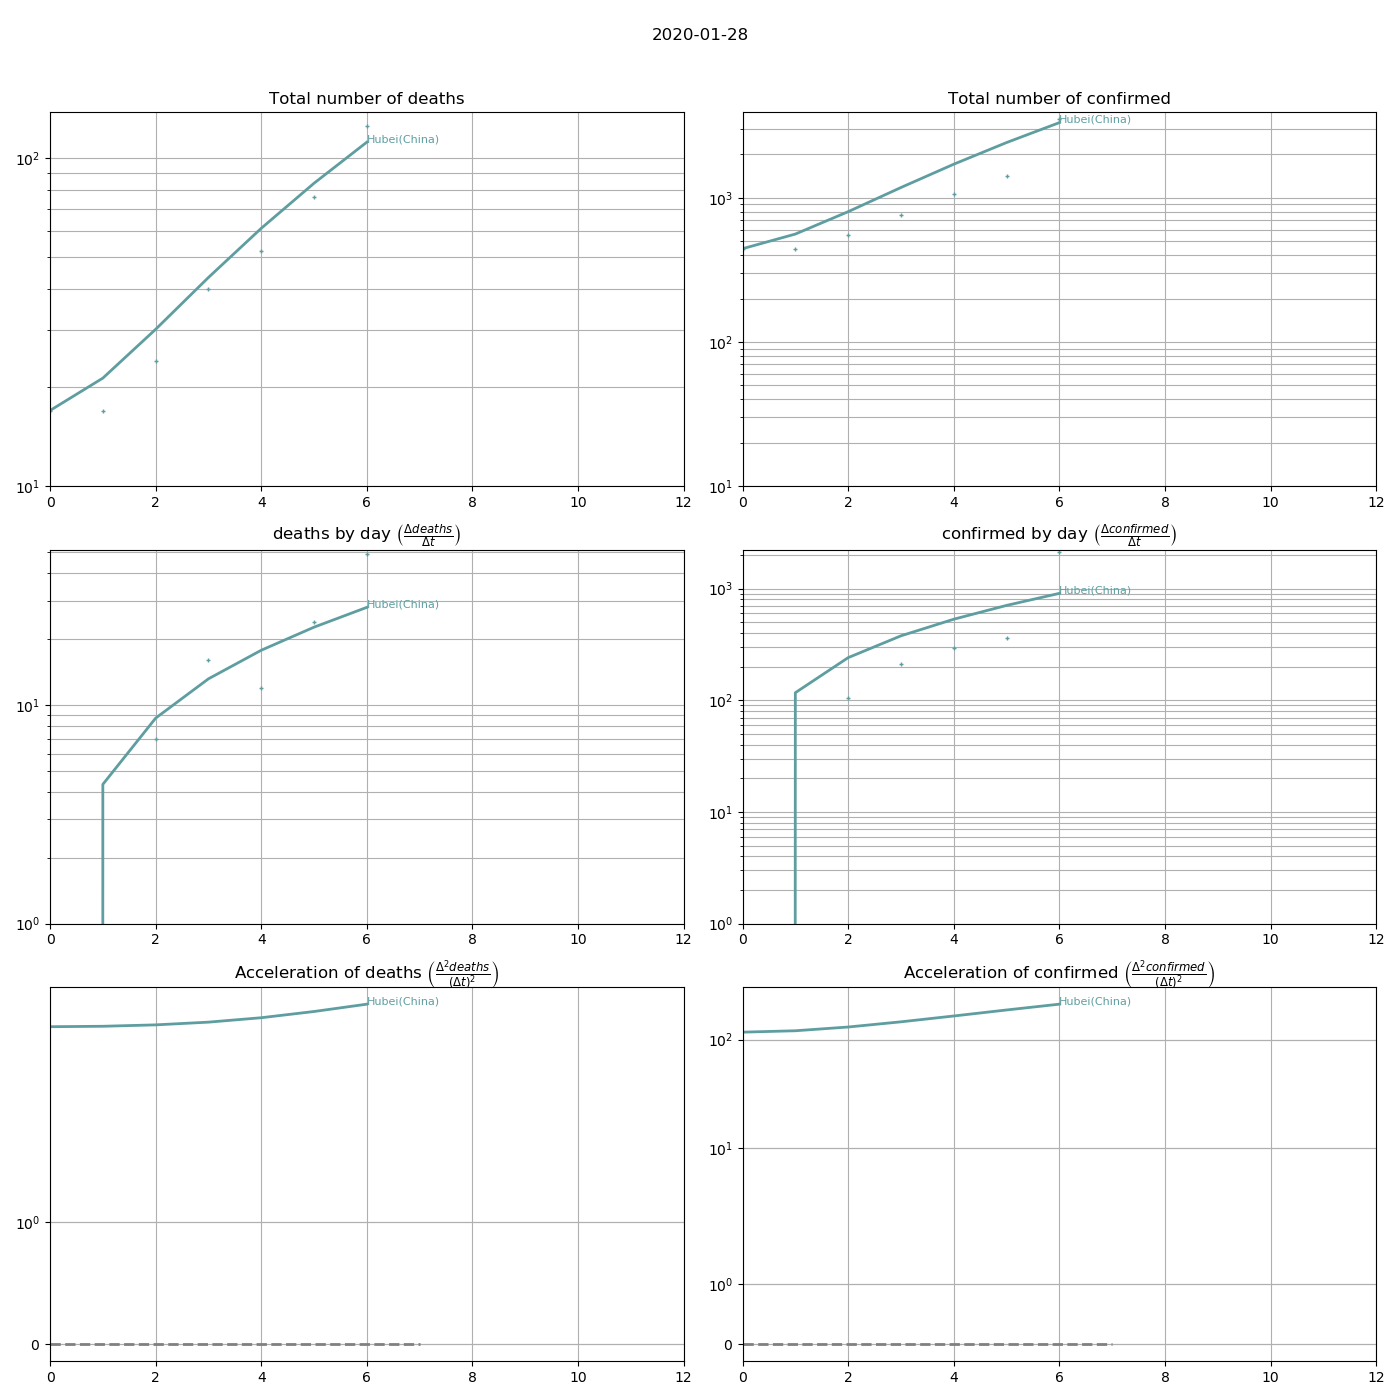 2020-01-28
Total number of deaths
10²
10¹
Hubei(China)
0 2 4 6 8 10 12
Total number of confirmed
10³
10²
10¹
Hubei(China)
0 2 4 6 8 10 12
deaths by day (Δdeaths/Δt)
10¹
10⁰
Hubei(China)
0 2 4 6 8 10 12
confirmed by day (Δconfirmed/Δt)
10³
10²
10¹
10⁰
Hubei(China)
0 2 4 6 8 10 12
Acceleration of deaths (Δ²deaths/(Δt)²)
10⁰
0
Hubei(China)
0 2 4 6 8 10 12
Acceleration of confirmed (Δ²confirmed/(Δt)²)
10²
10¹
10⁰
0
Hubei(China)
0 2 4 6 8 10 12